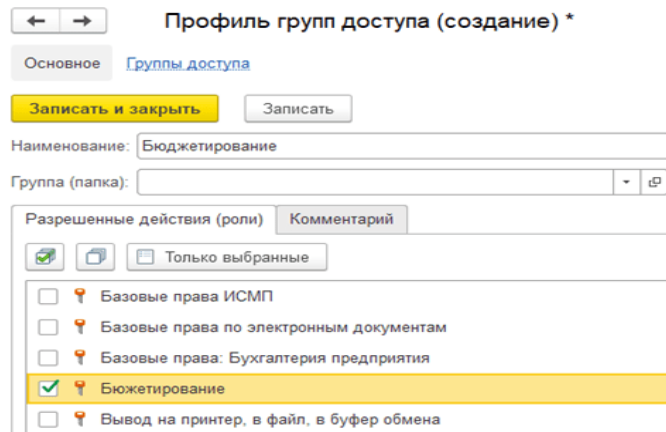 Профиль групп доступа (создание) *
Основное Группы доступа
Записать и закрыть Записать
Наименование: Бюджетирование
Группа (папка):
Разрешенные действия (роли) Комментарий
Только выбранные
Базовые права ИСМП
Базовые права по электронным документам
Базовые права: Бухгалтерия предприятия
Бюжетирование
Вывод на принтер, в файл, в буфер обмена